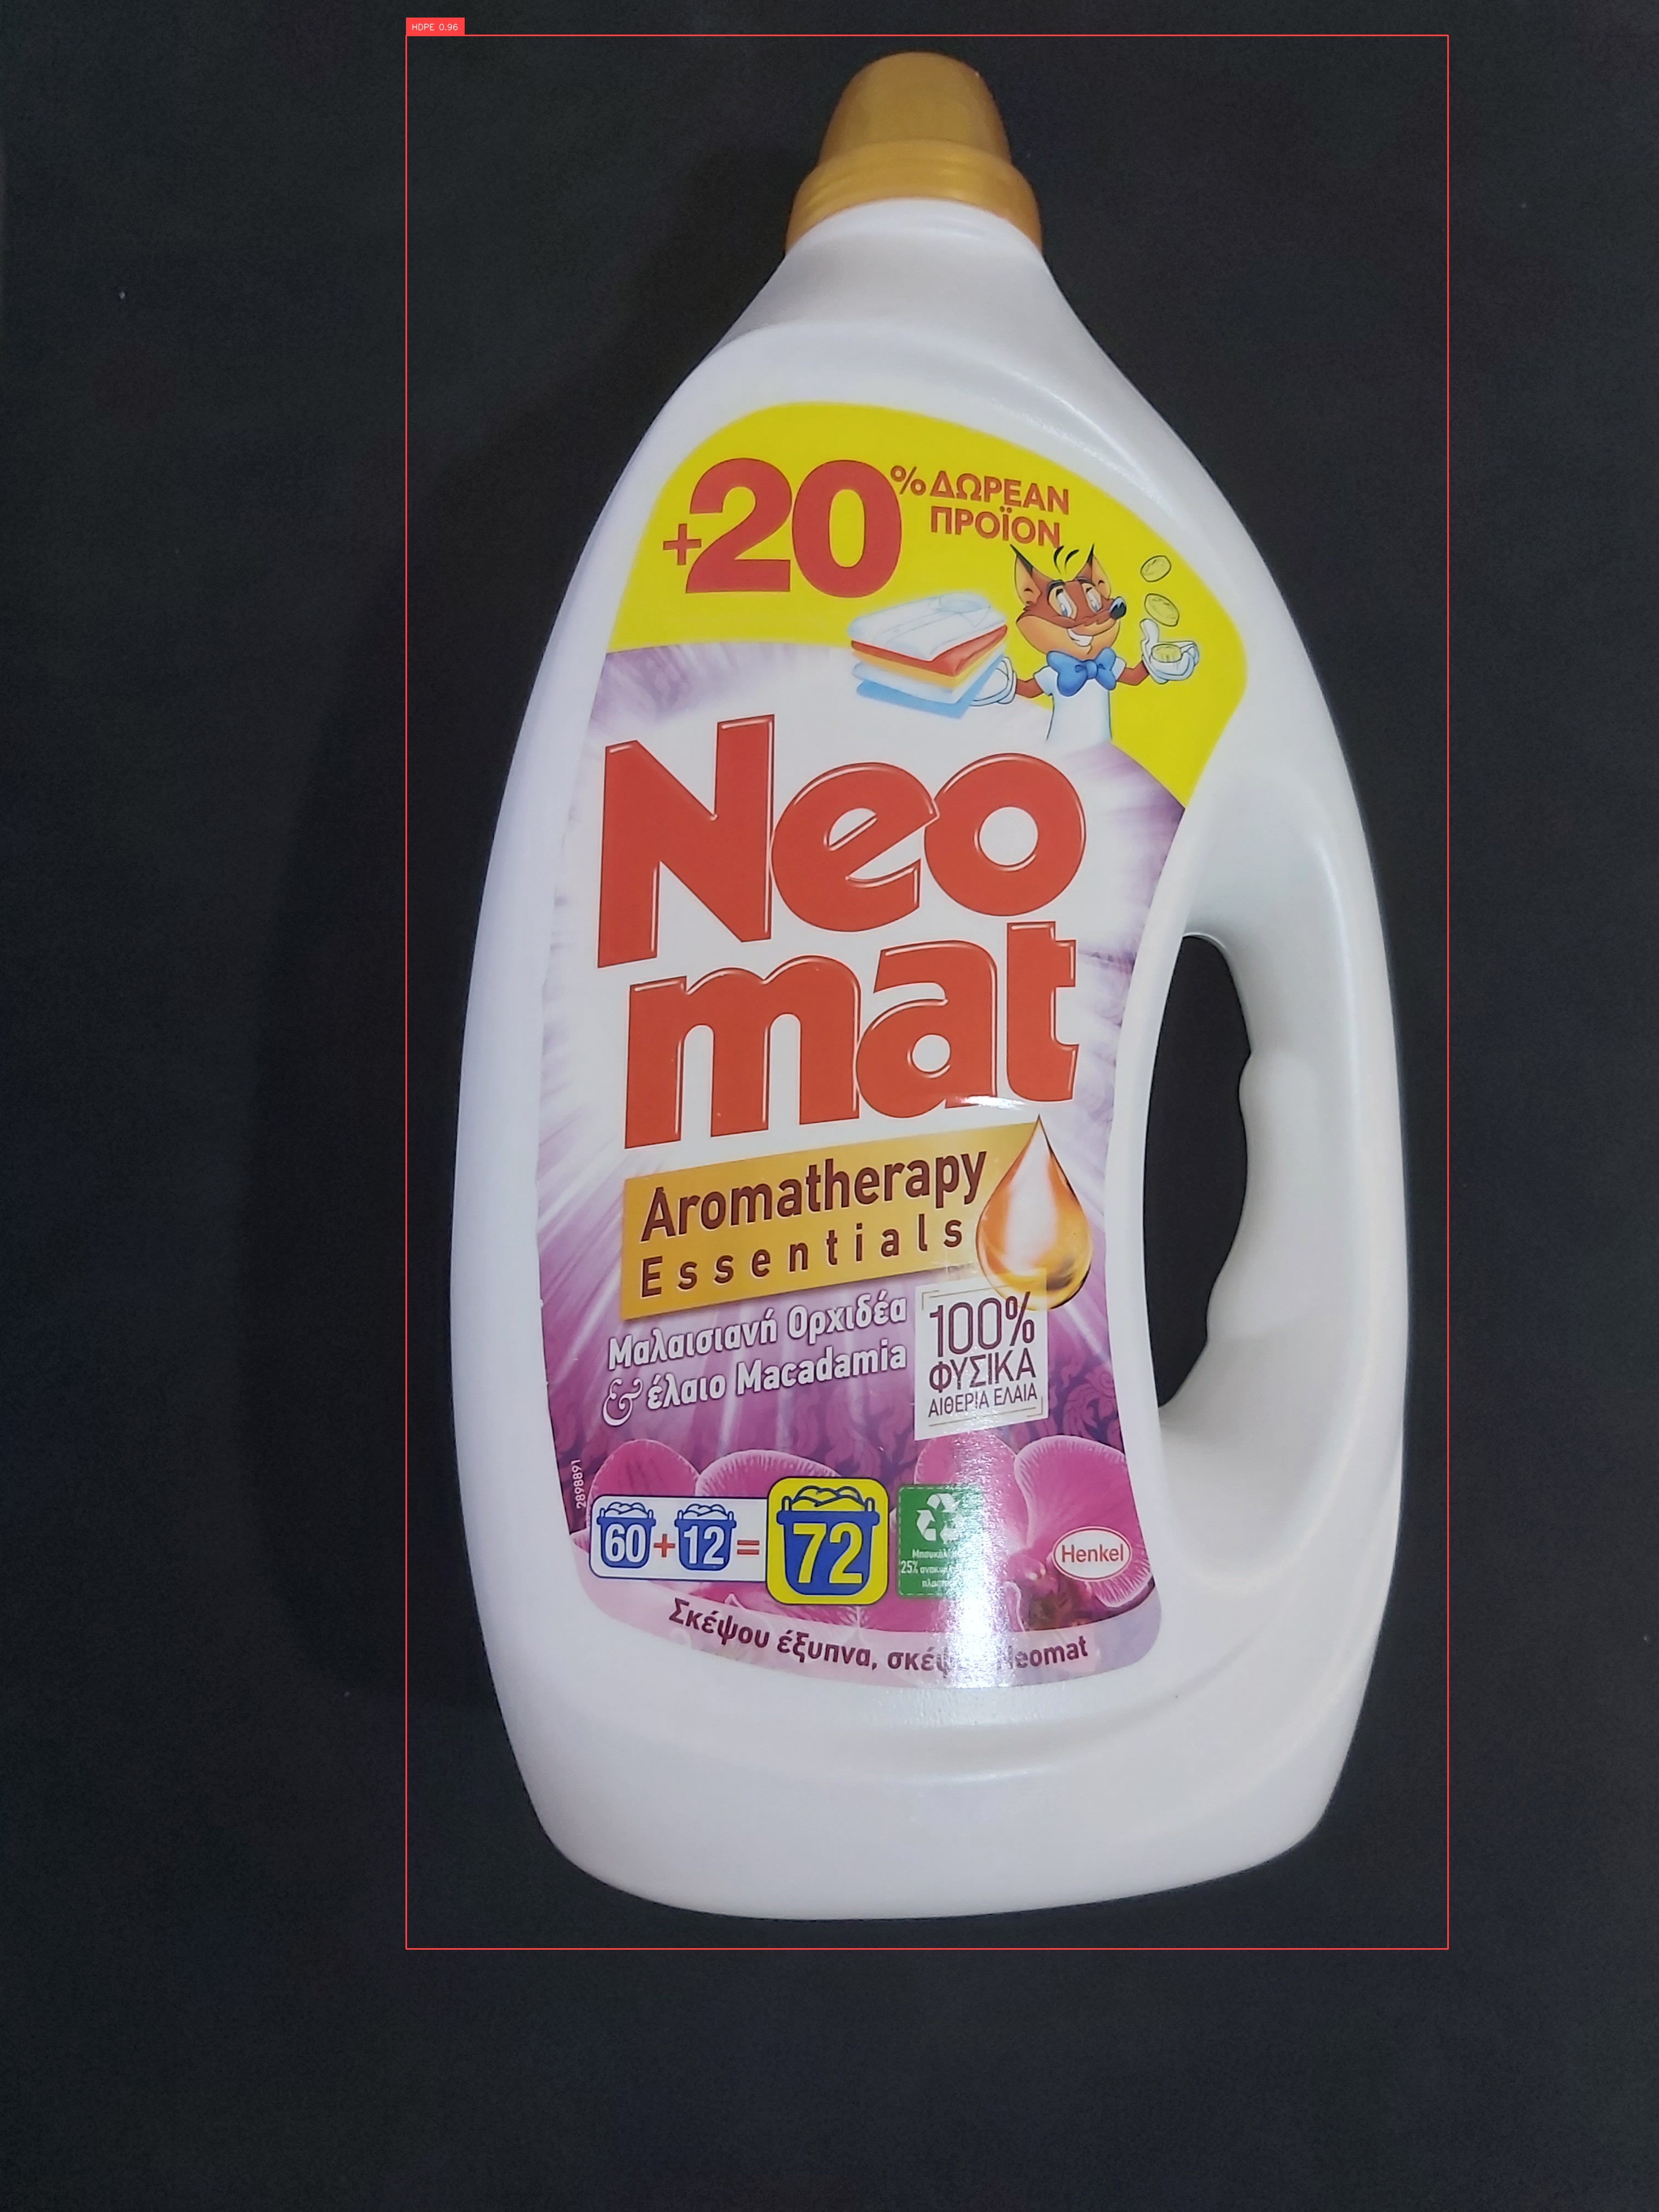 HDPE 0.96
+20% ΔΩΡΕΑΝ
ΠΡΟΪΟΝ
Neo
mat
Aromatherapy
Essentials
Μαλαισιανή Ορχιδέα
& έλαιο Macadamia
100%
ΦΥΣΙΚΑ
ΑΙΘΕΡΙΑ ΕΛΑΙΑ
2898891
60+12=72
25%
Henkel
Σκέψου έξυπνα, Neomat